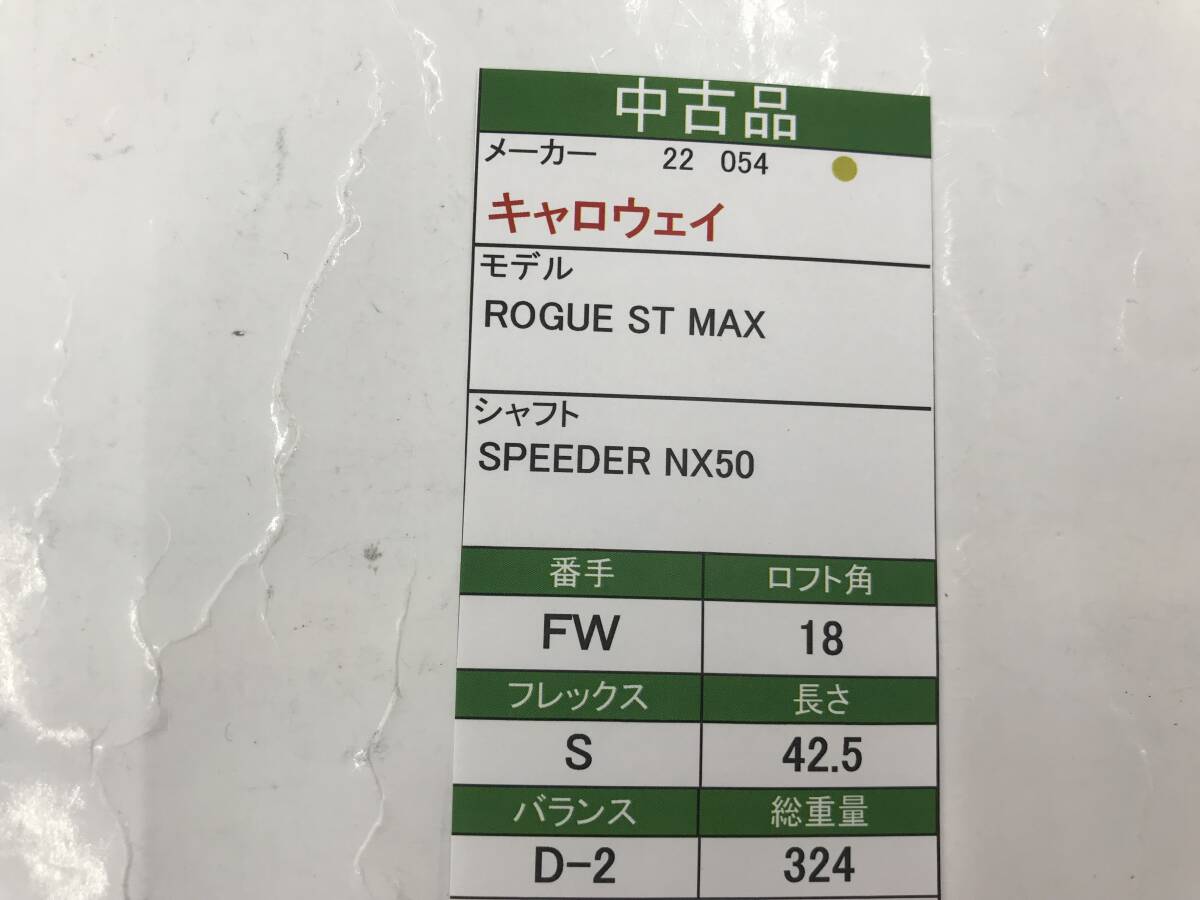 中古品
メーカー 22 054
キャロウェイ
モデル
ROGUE ST MAX
シャフト
SPEEDER NX50
番手 ロフト角
FW 18
フレックス 長さ
S 42.5
バランス 総重量
D-2 324